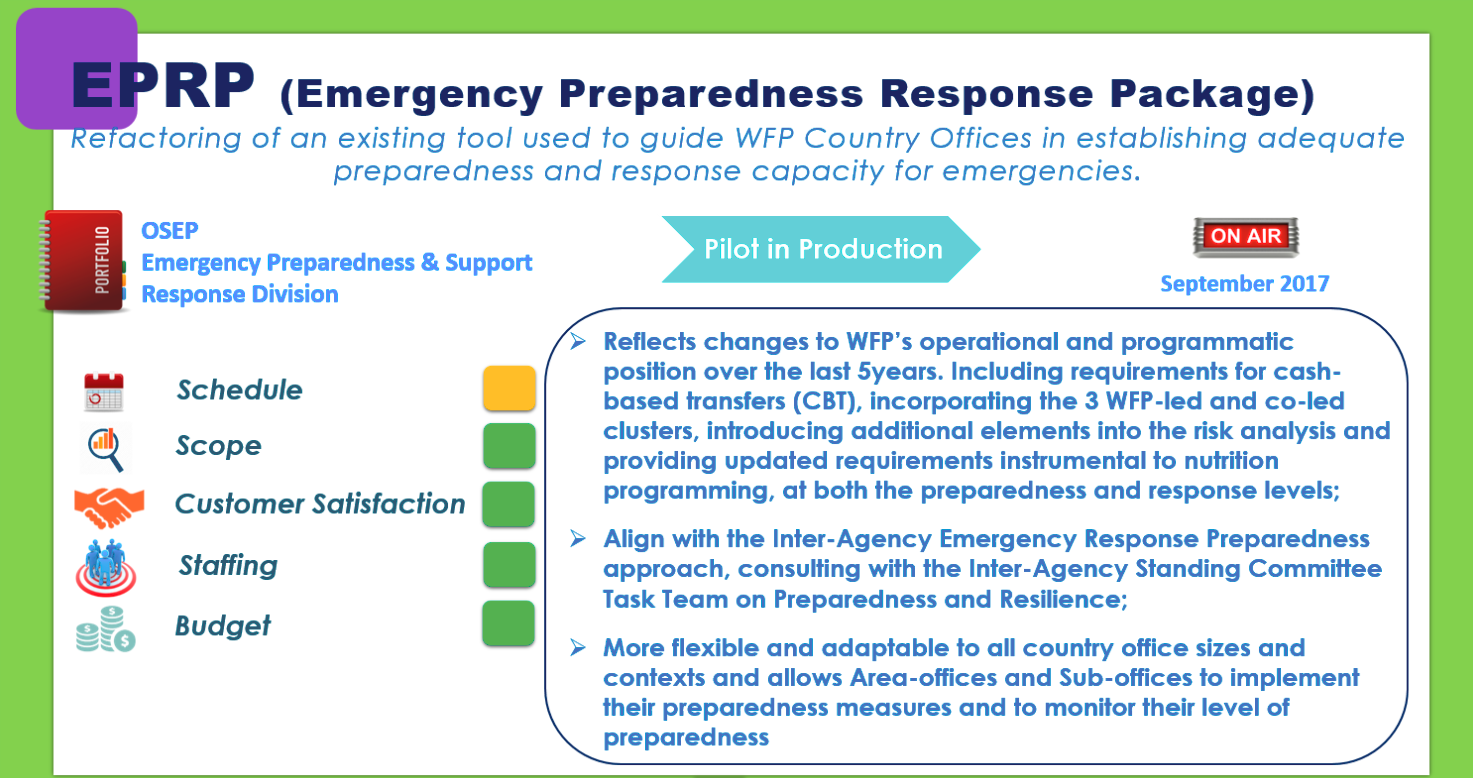 EPRP (Emergency Preparedness Response Package)
Refactoring of an existing tool used to guide WFP Country Offices in establishing adequate
preparedness and response capacity for emergencies.
PORTFOLIO
OSEP
Emergency Preparedness & Support
Response Division
Pilot in Production
ON AIR
September 2017
Schedule
Scope
Customer Satisfaction
Staffing
Budget
➢ Reflects changes to WFP’s operational and programmatic
position over the last 5years. Including requirements for cash-
based transfers (CBT), incorporating the 3 WFP-led and co-led
clusters, introducing additional elements into the risk analysis and
providing updated requirements instrumental to nutrition
programming, at both the preparedness and response levels;
➢ Align with the Inter-Agency Emergency Response Preparedness
approach, consulting with the Inter-Agency Standing Committee
Task Team on Preparedness and Resilience;
➢ More flexible and adaptable to all country office sizes and
contexts and allows Area-offices and Sub-offices to implement
their preparedness measures and to monitor their level of
preparedness